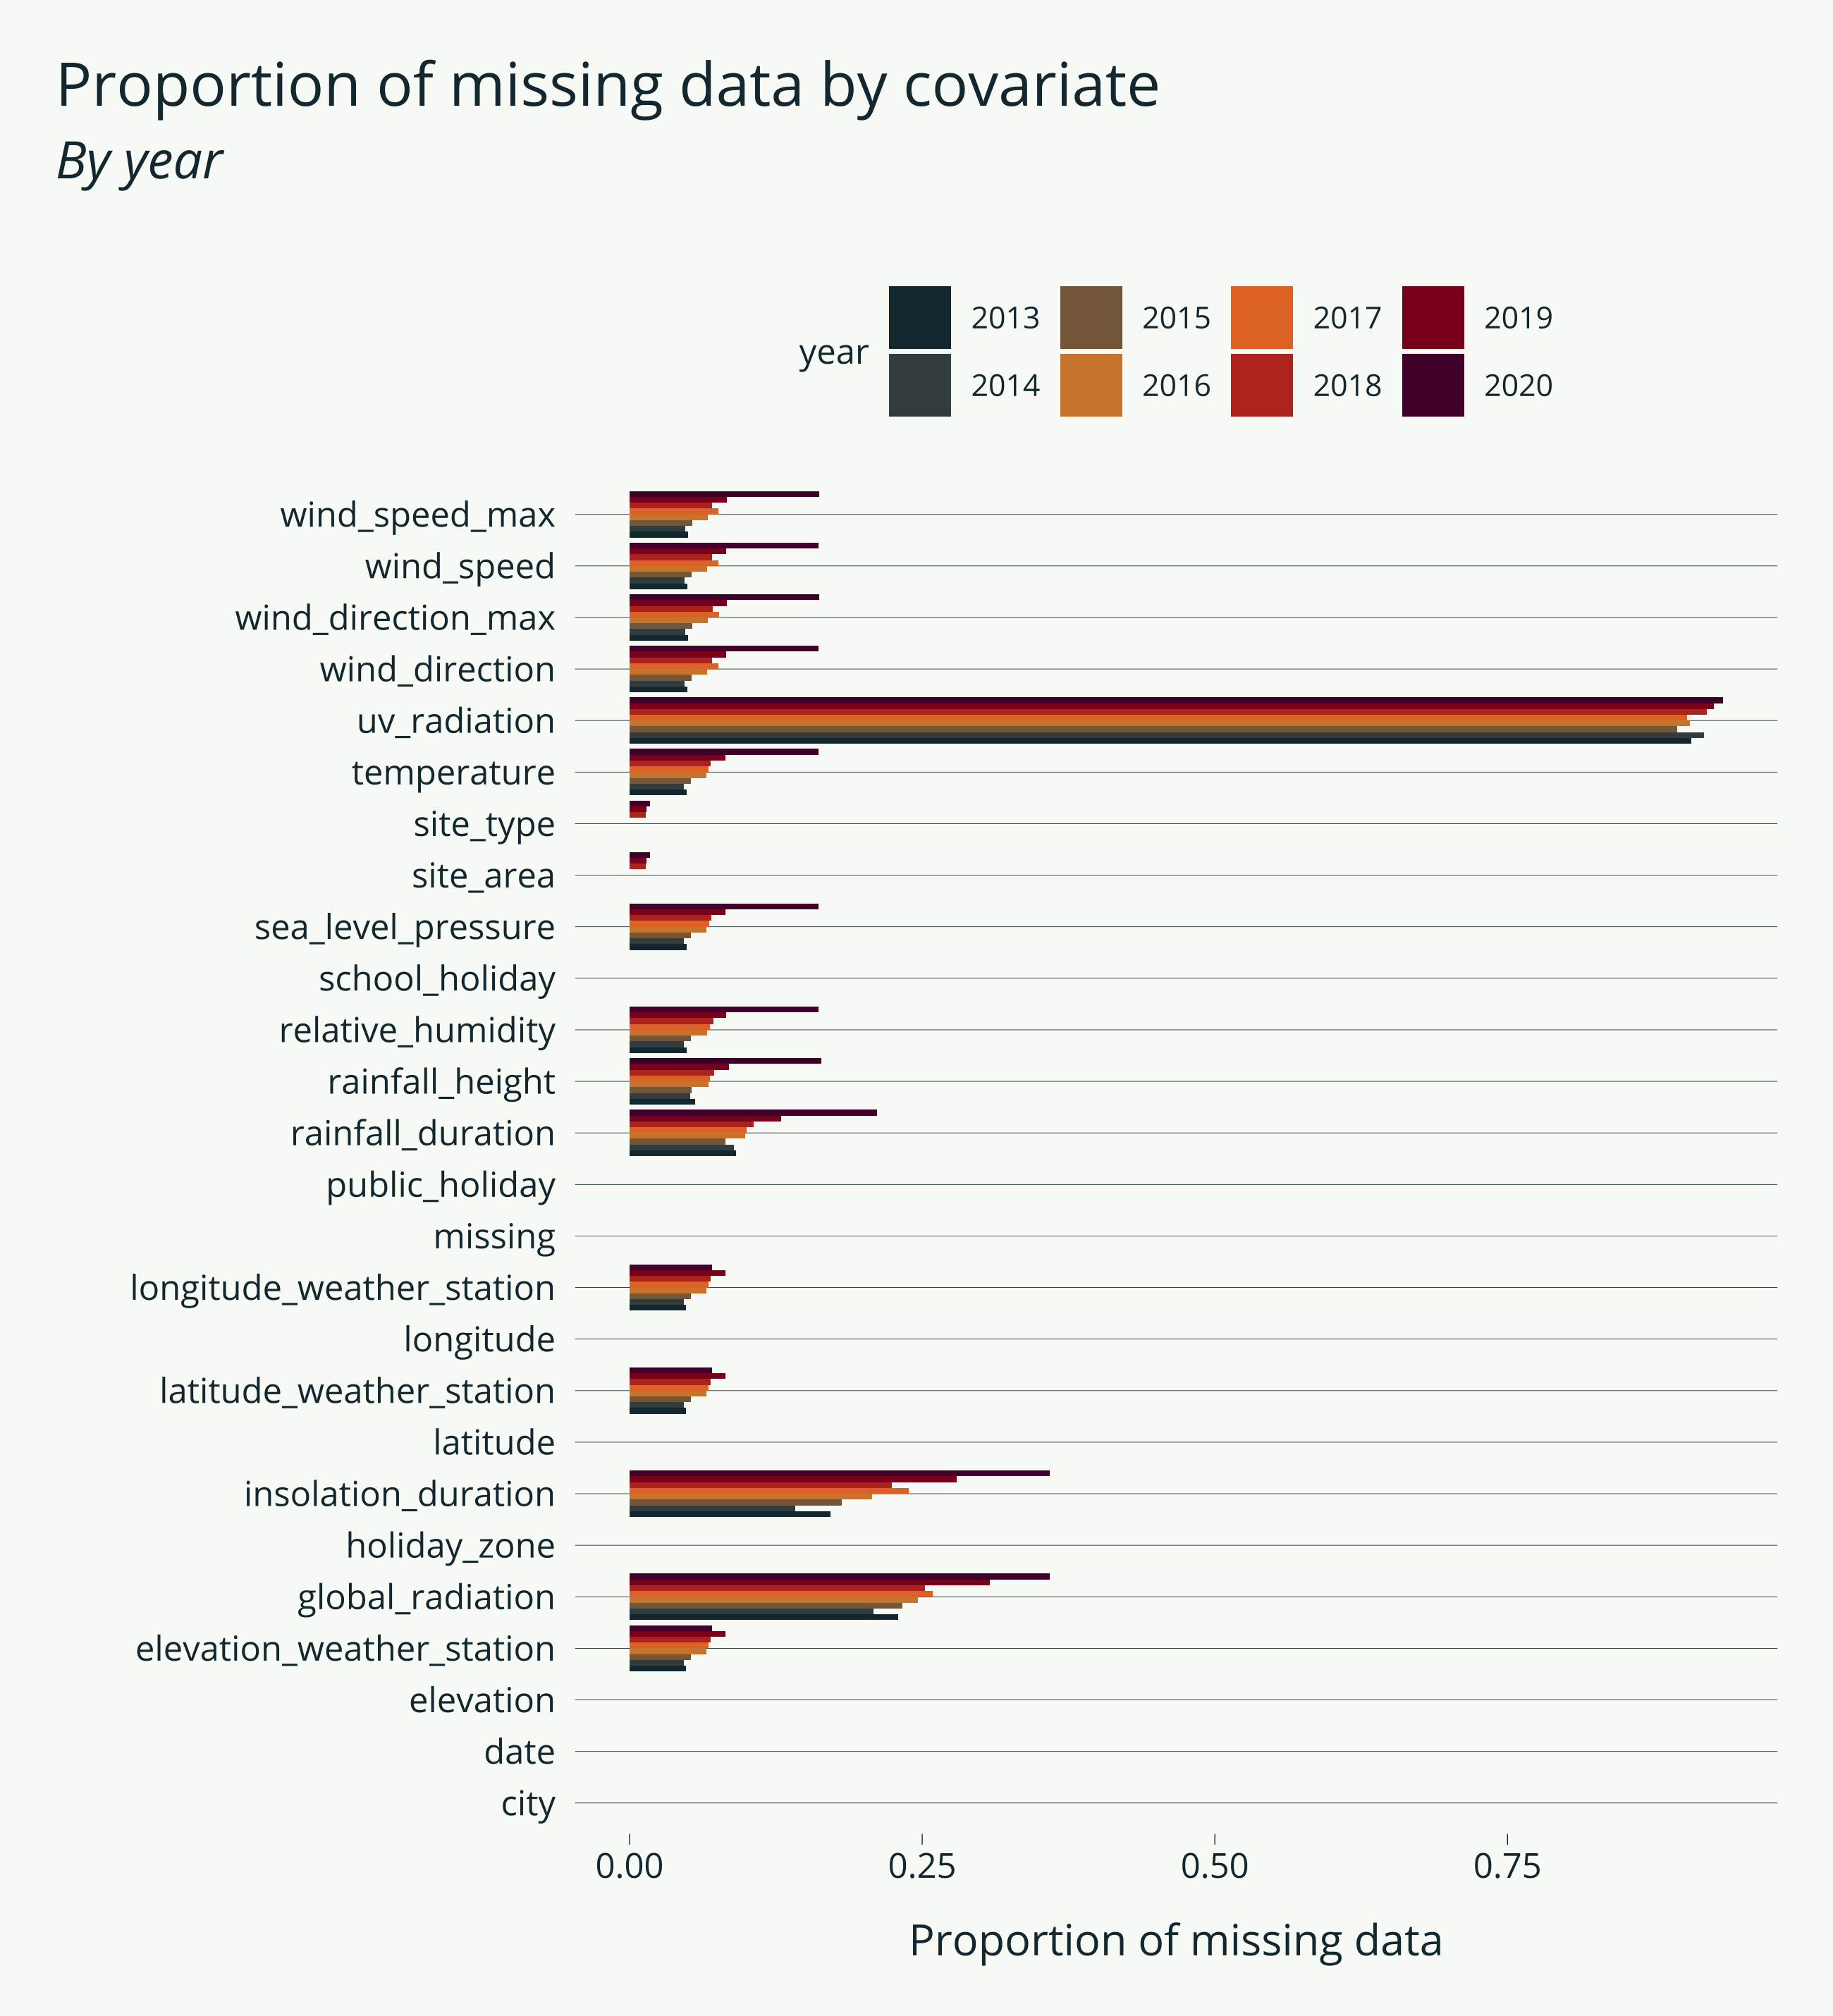 Proportion of missing data by covariate
By year
year
2013 2015 2017 2019
2014 2016 2018 2020
wind_speed_max
wind_speed
wind_direction_max
wind_direction
uv_radiation
temperature
site_type
site_area
sea_level_pressure
school_holiday
relative_humidity
rainfall_height
rainfall_duration
public_holiday
missing
longitude_weather_station
longitude
latitude_weather_station
latitude
insolation_duration
holiday_zone
global_radiation
elevation_weather_station
elevation
date
city
0.00 0.25 0.50 0.75
Proportion of missing data